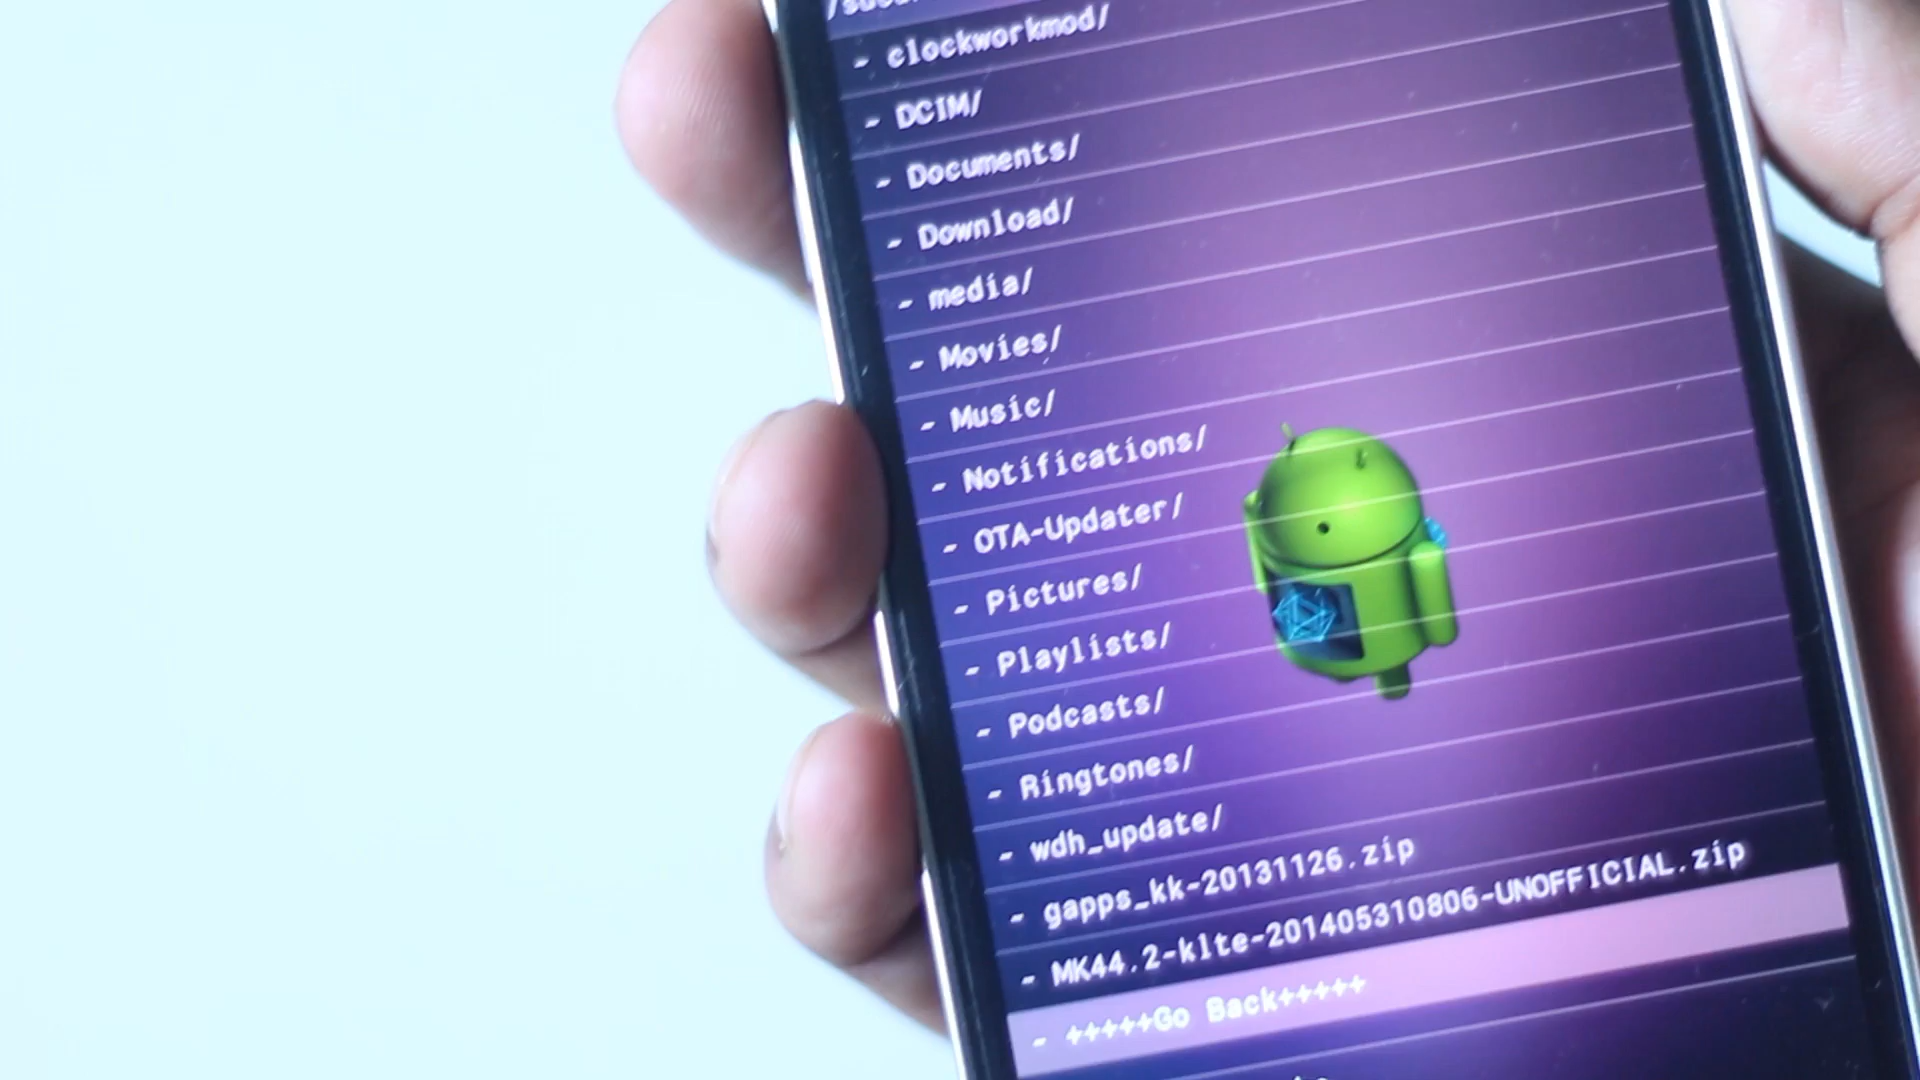 - clockworkmod/
- DCIM/
- Documents/
- Download/
- media/
- Movies/
- Music/
- Notifications/
- OTA-Updater/
- Pictures/
- Playlists/
- Podcasts/
- Ringtones/
- wdh_update/
- gapps_kk-20131126.zip
- MK44.2-klte-201405310806-UNOFFICIAL.zip
- +++++Go Back+++++